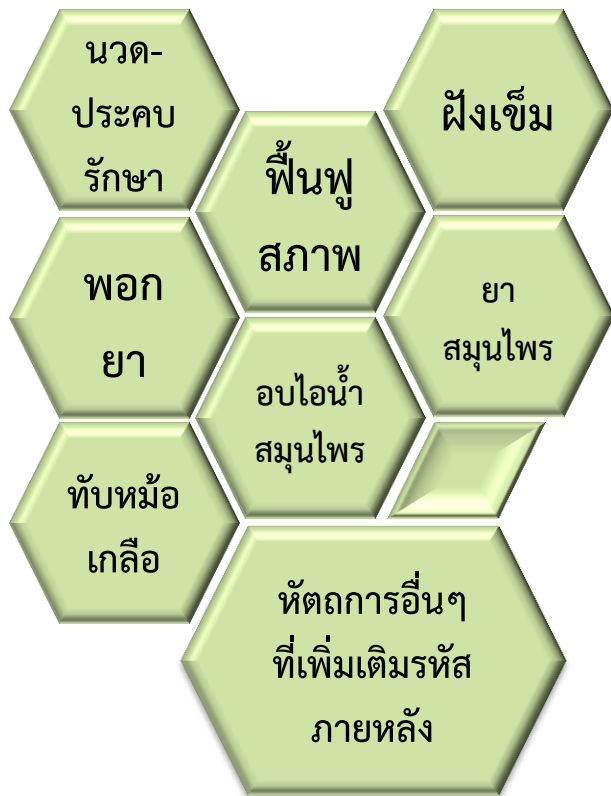 นวด-
ประคบ
รักษา
ฝังเข็ม
ฟื้นฟู
สภาพ
พอก
ยา
ยา
สมุนไพร
อบไอน้ำ
สมุนไพร
ทับหม้อ
เกลือ
หัตถการอื่นๆ
ที่เพิ่มเติมรหัส
ภายหลัง